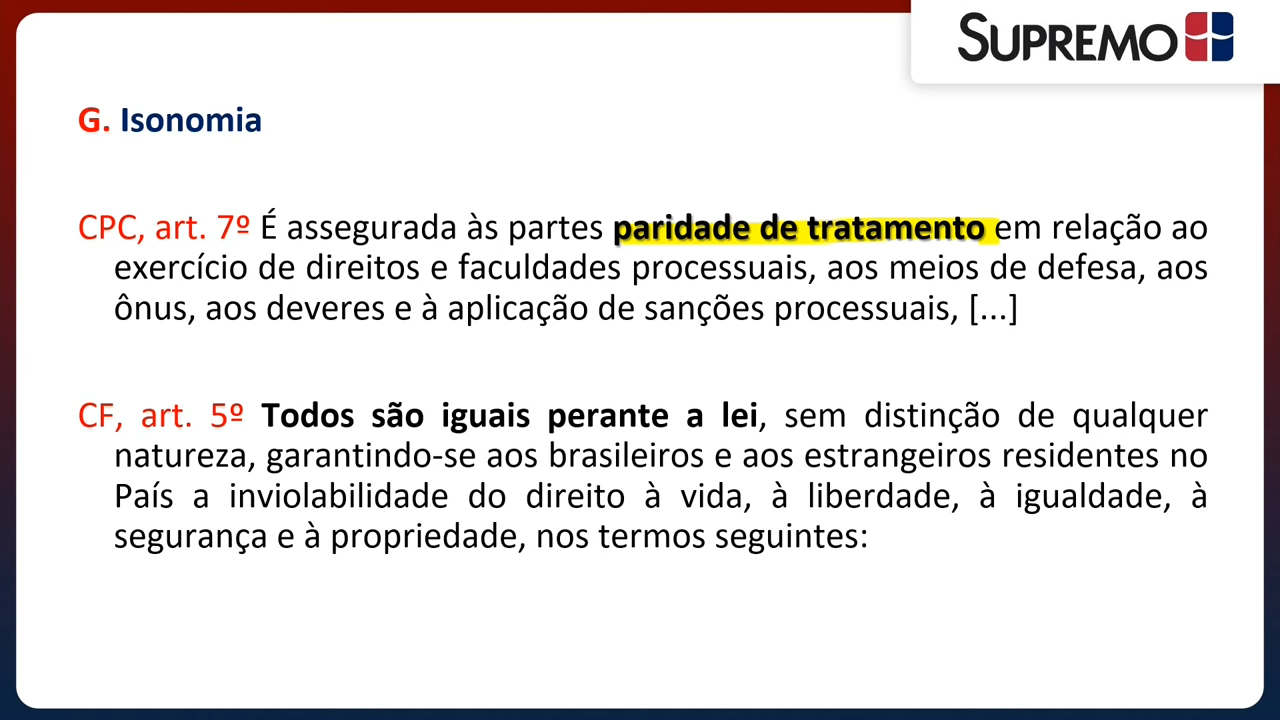 SUPREMO
G. Isonomia
CPC, art. 7º É assegurada às partes paridade de tratamento em relação ao
exercício de direitos e faculdades processuais, aos meios de defesa, aos
ônus, aos deveres e à aplicação de sanções processuais, [...]
CF, art. 5º Todos são iguais perante a lei, sem distinção de qualquer
natureza, garantindo-se aos brasileiros e aos estrangeiros residentes no
País a inviolabilidade do direito à vida, à liberdade, à igualdade, à
segurança e à propriedade, nos termos seguintes: